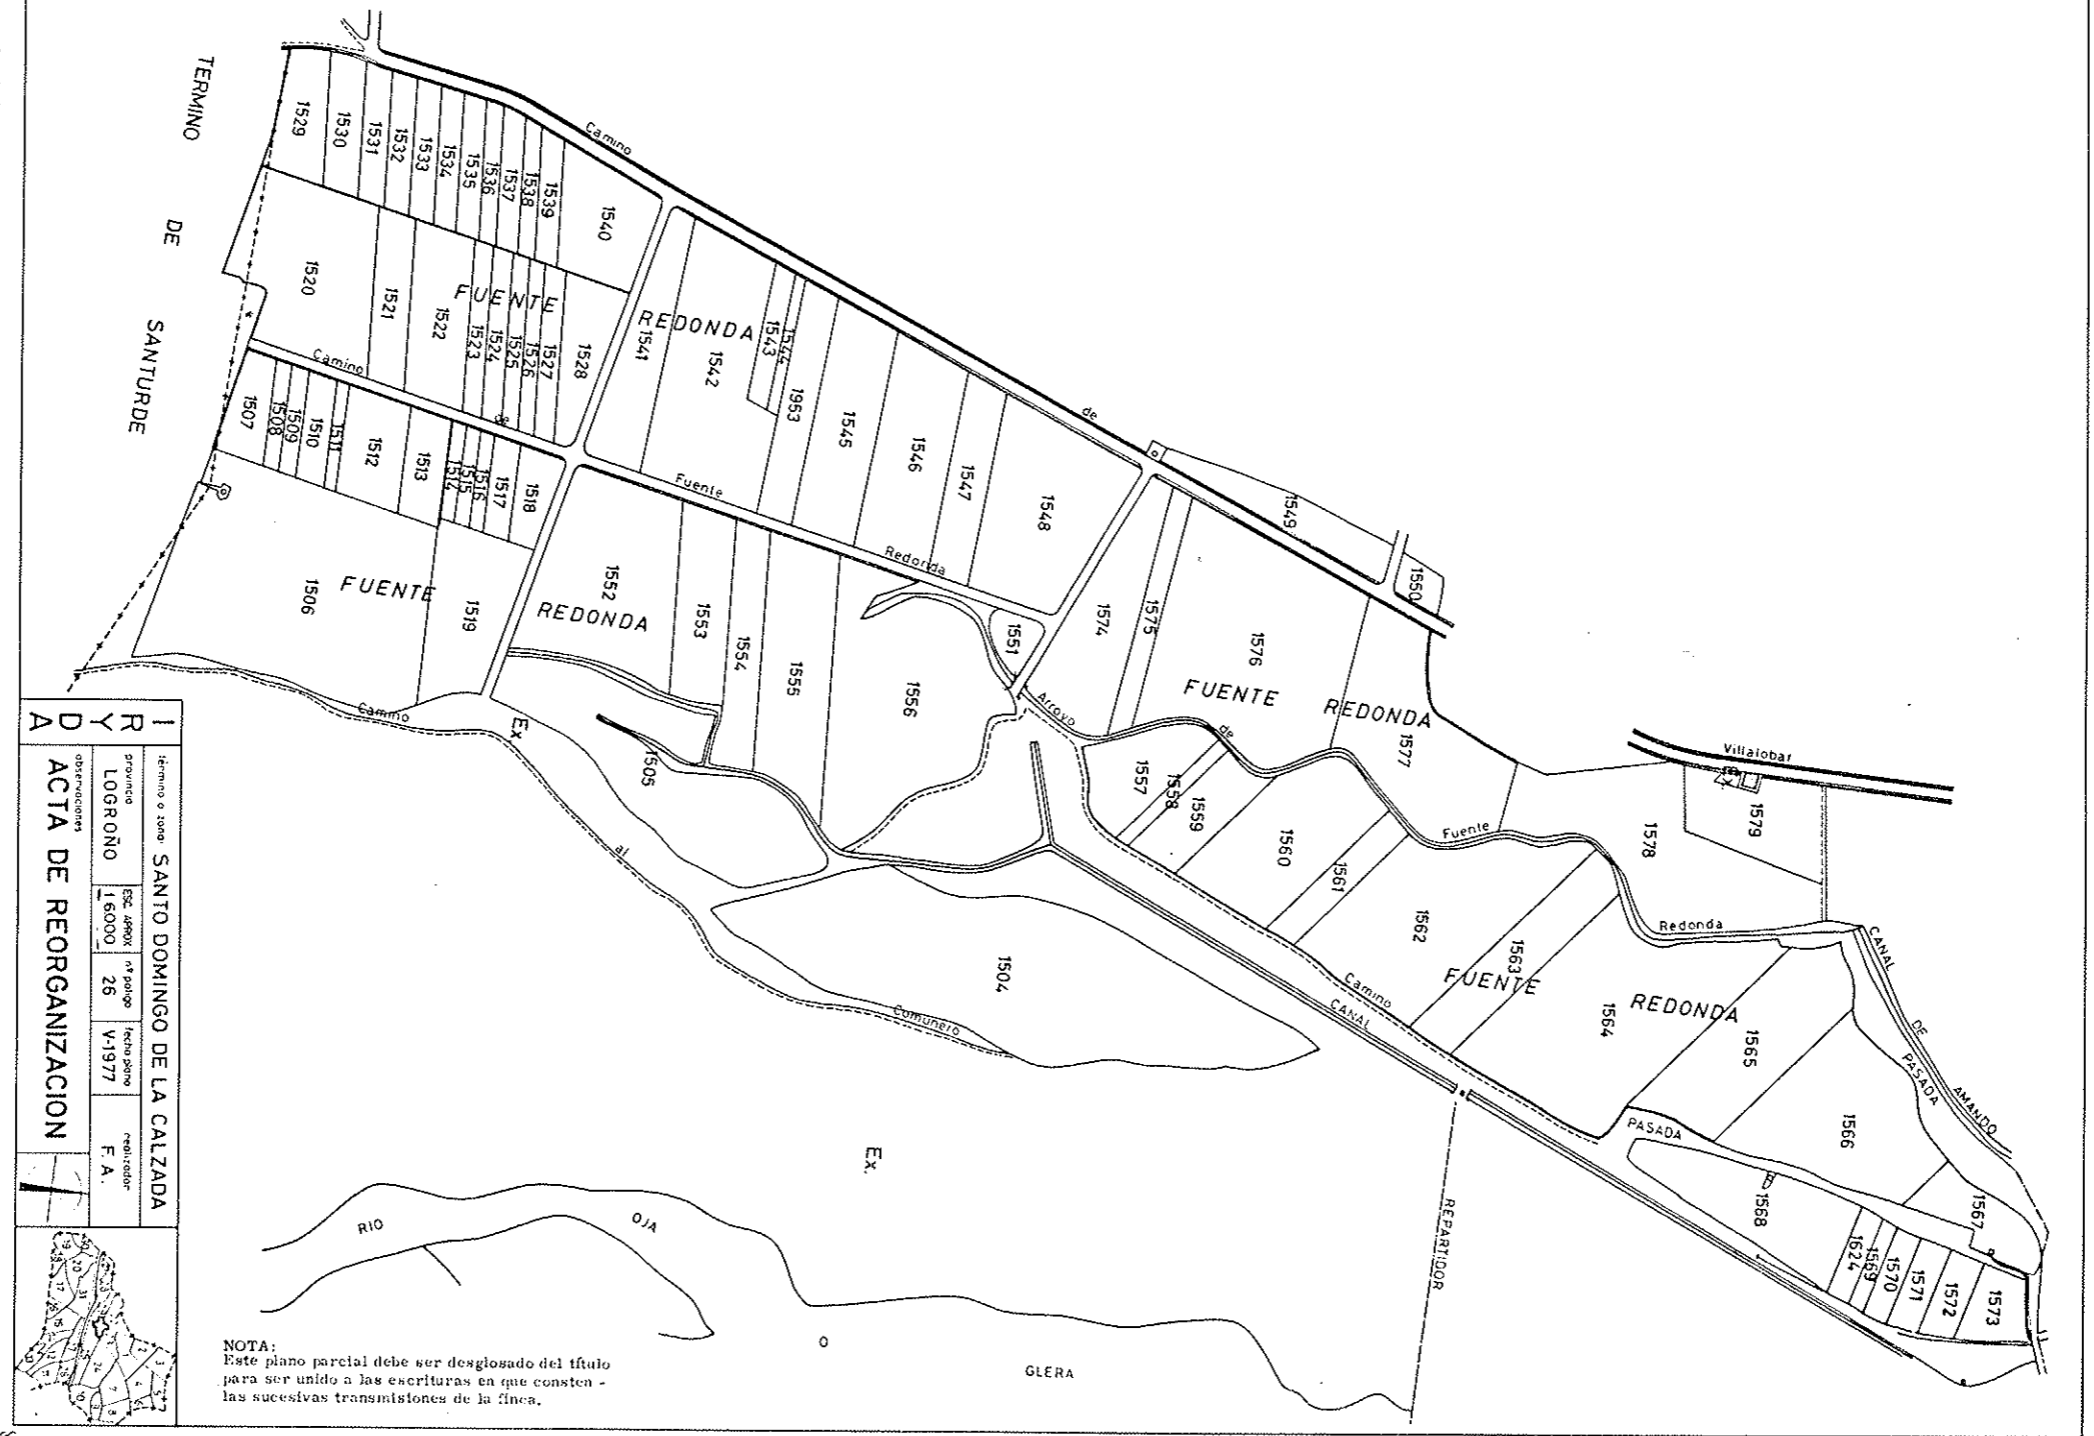 TERMINO DE SANTURDE
1529
1530
1531
1532
1533
1534
1535
1536
1537
1538
1539
1540
1520
1521
1522
1523
1524
1525
1526
1527
1528
FUENTE REDONDA
1541
1542
1543
1544
1953
1545
1546
1547
1548
1549
1550
Camino de Villalobar
Camino de Fuente Redonda
1507
1508
1509
1510
1511
1512
1513
1514
1515
1516
1517
1518
1506
1519
FUENTE REDONDA
1552
1553
1554
1555
1556
1551
1574
1575
1576
1577
FUENTE REDONDA
1578
1579
Ex
Arroyo de Fuente Redonda
1557
1558
1559
1560
1561
1562
1563
1564
1565
1566
1567
FUENTE REDONDA
CANAL DE AMANDO
PASADA
PASADA
1568
1624
1569
1570
1571
1572
1573
Camino
CANAL
Camino al Comunero
1505
1504
Ex.
Ex.
REPARTIDOR
RIO OJA
O
GLERA
I
R
Y
D
A
término o zona: SANTO DOMINGO DE LA CALZADA
provincia
LOGROÑO
ESC. APROX
1 6000
nº poligo
26
fecha plano
V-1977
realizador
F. A.
observaciones
ACTA DE REORGANIZACION
NOTA:
Este plano parcial debe ser desglosado del título
para ser unido a las escrituras en que consten -
las sucesivas transmisiones de la finca.